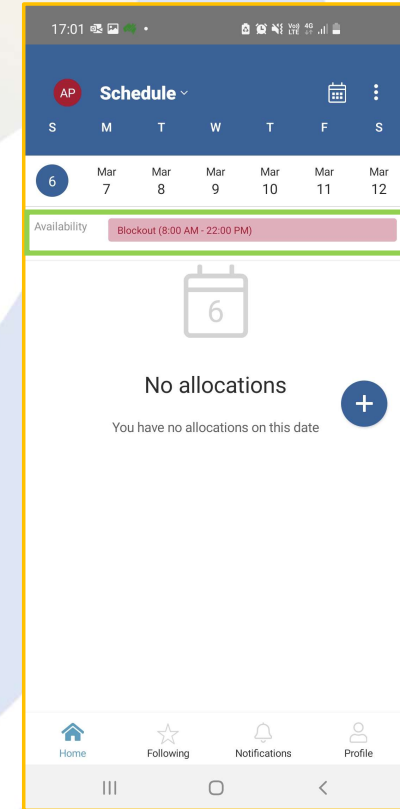 17:01
VoLTE 4G
AP Schedule
S M T W T F S
6 Mar 7 Mar 8 Mar 9 Mar 10 Mar 11 Mar 12
Availability Blockout (8:00 AM - 22:00 PM)
6
No allocations
+
You have no allocations on this date
Home Following Notifications Profile